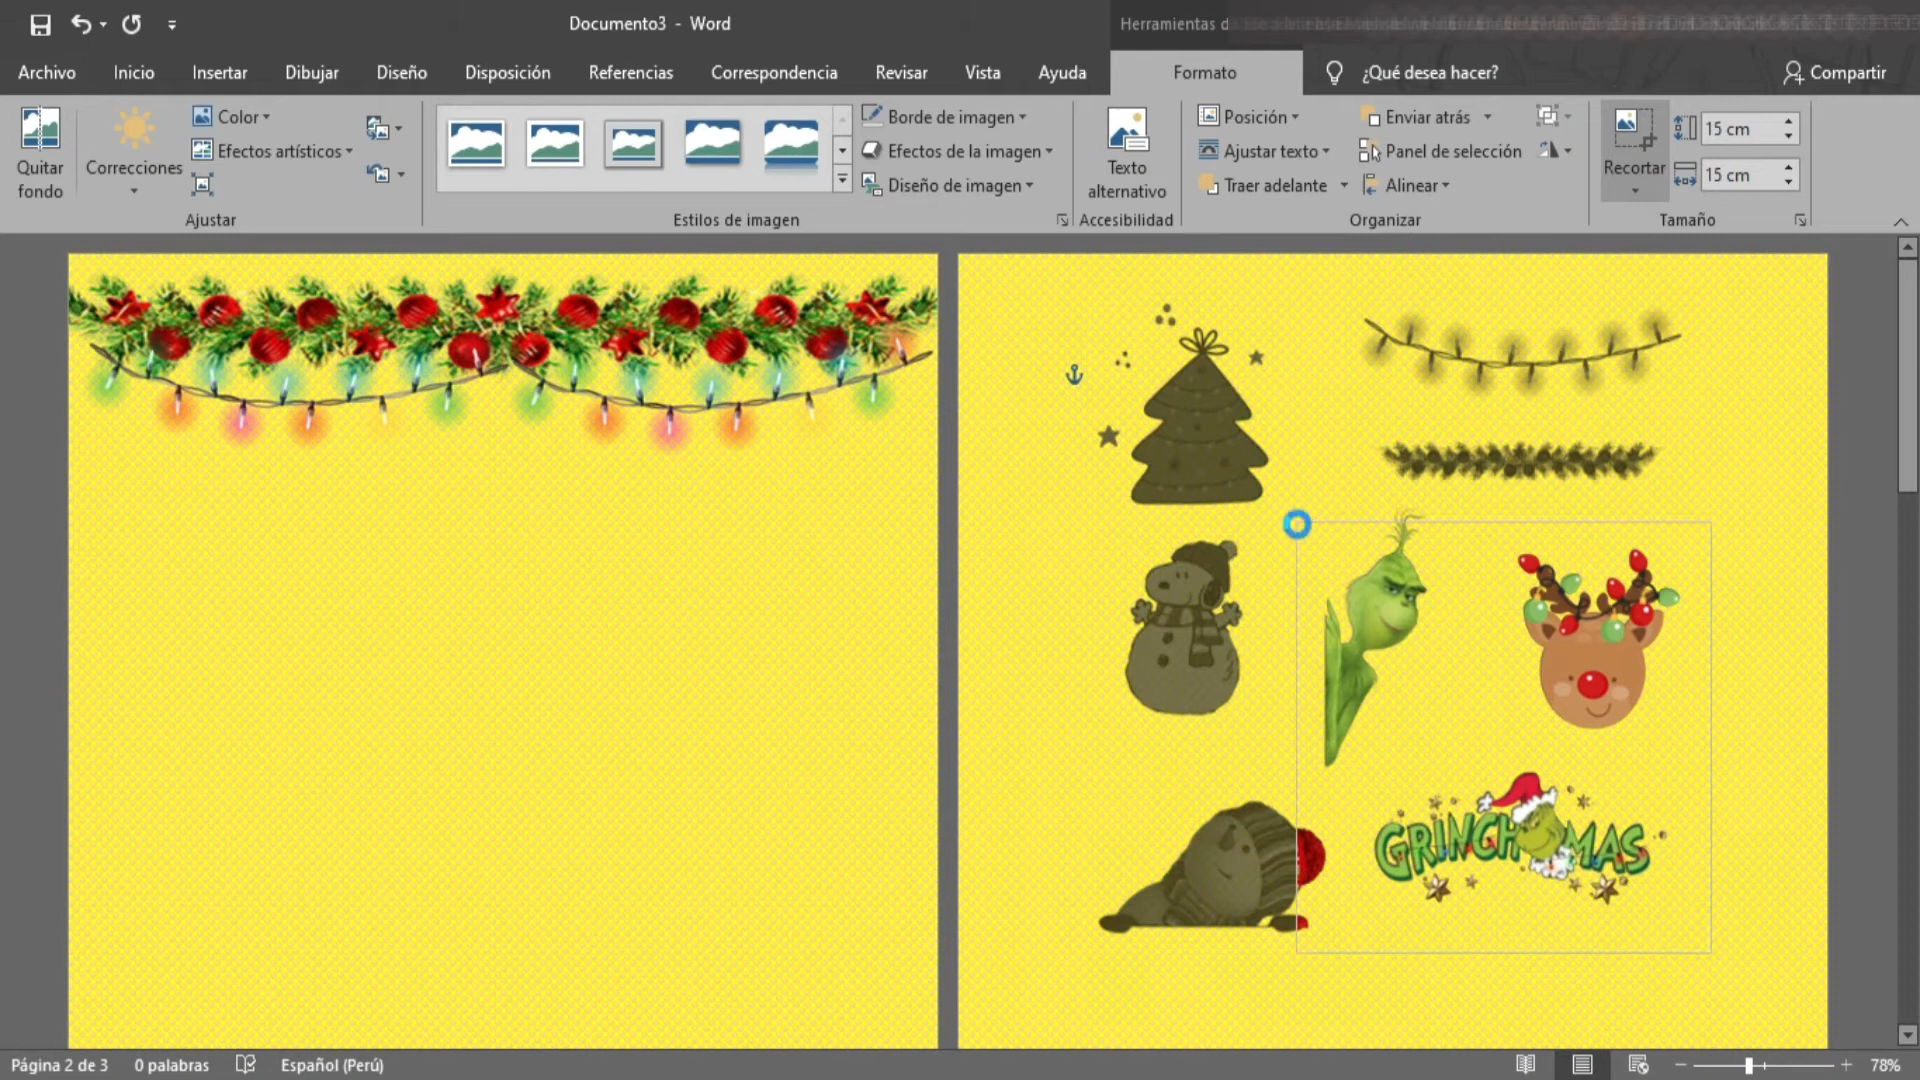 Documento3 - Word
Herramientas d
Archivo Inicio Insertar Dibujar Diseño Disposición Referencias Correspondencia Revisar Vista Ayuda Formato ¿Qué desea hacer? Compartir
Quitar fondo
Correcciones
Color
Efectos artísticos
Ajustar
Estilos de imagen
Borde de imagen
Efectos de la imagen
Diseño de imagen
Texto alternativo
Accesibilidad
Posición
Ajustar texto
Traer adelante
Enviar atrás
Panel de selección
Alinear
Organizar
Recortar
15 cm
15 cm
Tamaño
GRINCHMAS
Página 2 de 3 0 palabras Español (Perú) 78%